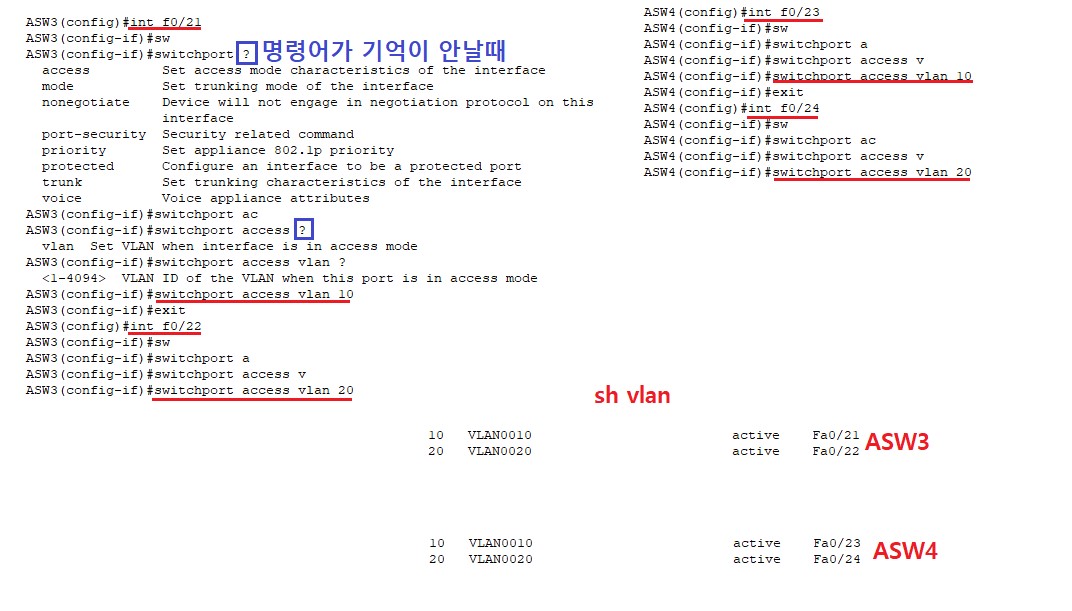 ASW3(config)#int f0/21
ASW3(config-if)#sw
ASW3(config-if)#switchport ? 명령어가 기억이 안날때
access Set access mode characteristics of the interface
mode Set trunking mode of the interface
nonegotiate Device will not engage in negotiation protocol on this
interface
port-security Security related command
priority Set appliance 802.1p priority
protected Configure an interface to be a protected port
trunk Set trunking characteristics of the interface
voice Voice appliance attributes
ASW3(config-if)#switchport ac
ASW3(config-if)#switchport access ?
vlan Set VLAN when interface is in access mode
ASW3(config-if)#switchport access vlan ?
<1-4094> VLAN ID of the VLAN when this port is in access mode
ASW3(config-if)#switchport access vlan 10
ASW3(config-if)#exit
ASW3(config)#int f0/22
ASW3(config-if)#sw
ASW3(config-if)#switchport a
ASW3(config-if)#switchport access v
ASW3(config-if)#switchport access vlan 20
ASW4(config)#int f0/23
ASW4(config-if)#sw
ASW4(config-if)#switchport a
ASW4(config-if)#switchport access v
ASW4(config-if)#switchport access vlan 10
ASW4(config-if)#exit
ASW4(config)#int f0/24
ASW4(config-if)#sw
ASW4(config-if)#switchport ac
ASW4(config-if)#switchport access v
ASW4(config-if)#switchport access vlan 20
sh vlan
10 VLAN0010 active Fa0/21
20 VLAN0020 active Fa0/22
ASW3
10 VLAN0010 active Fa0/23
20 VLAN0020 active Fa0/24
ASW4